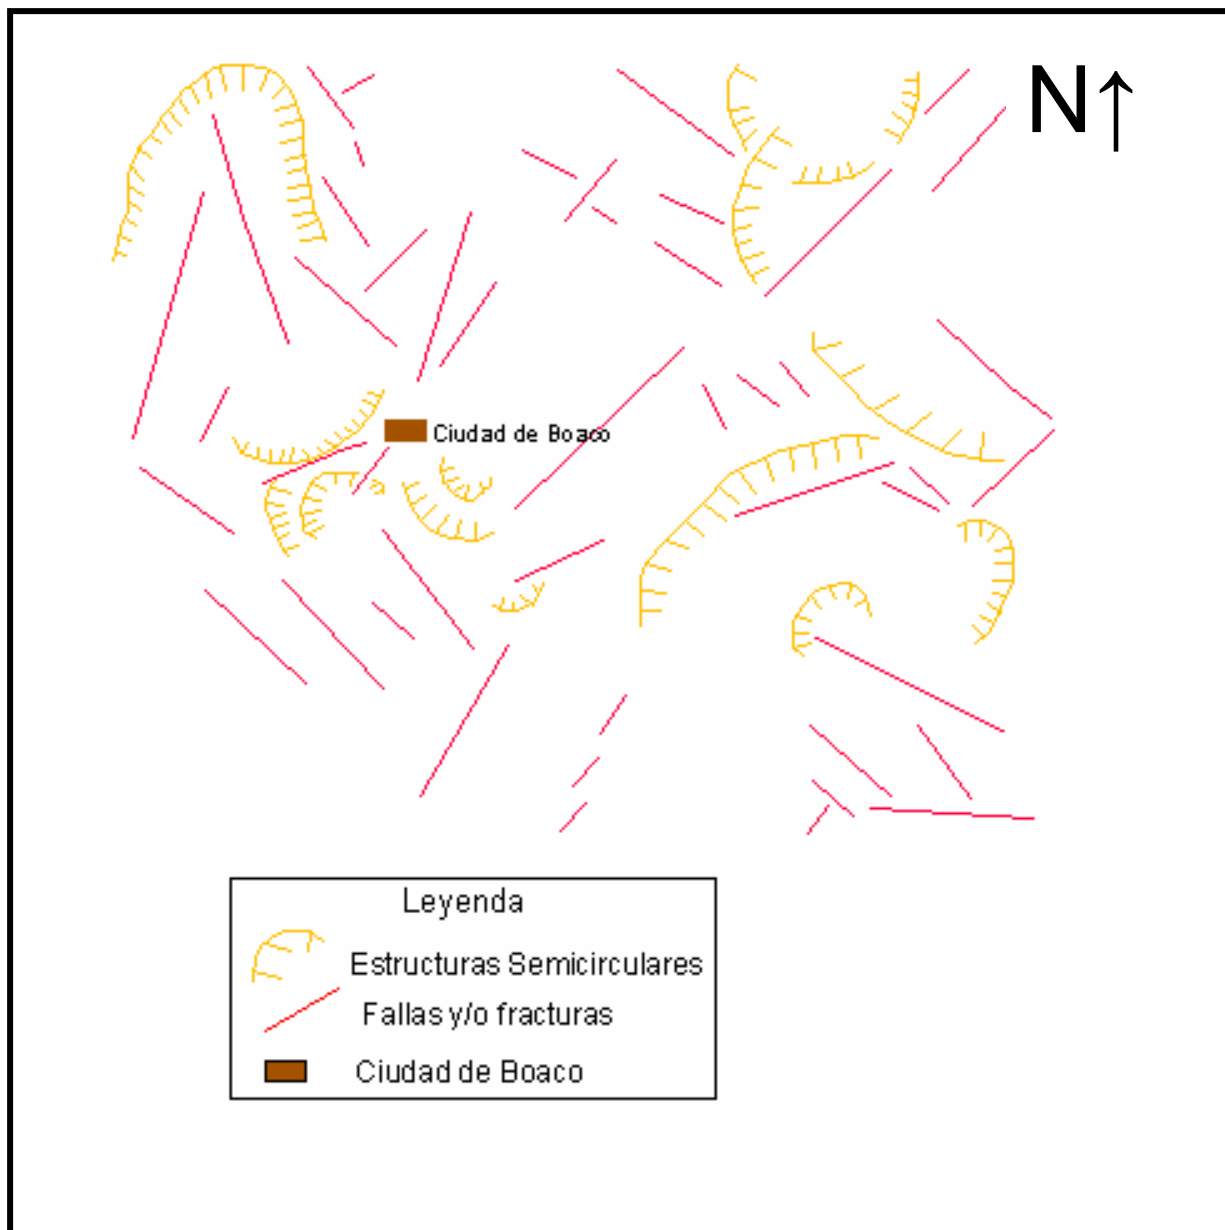 N↑
Ciudad de Boaco
Leyenda
Estructuras Semicirculares
Fallas y/o fracturas
Ciudad de Boaco